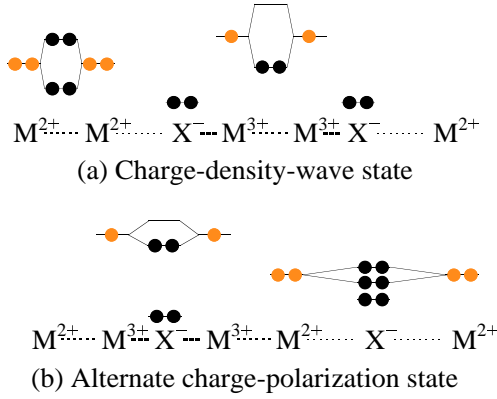 M²⁺ M²⁺ X⁻ M³⁺ M³⁺ X⁻ M²⁺
(a) Charge-density-wave state
M²⁺ M³⁺ X⁻ M³⁺ M²⁺ X⁻ M²⁺
(b) Alternate charge-polarization state